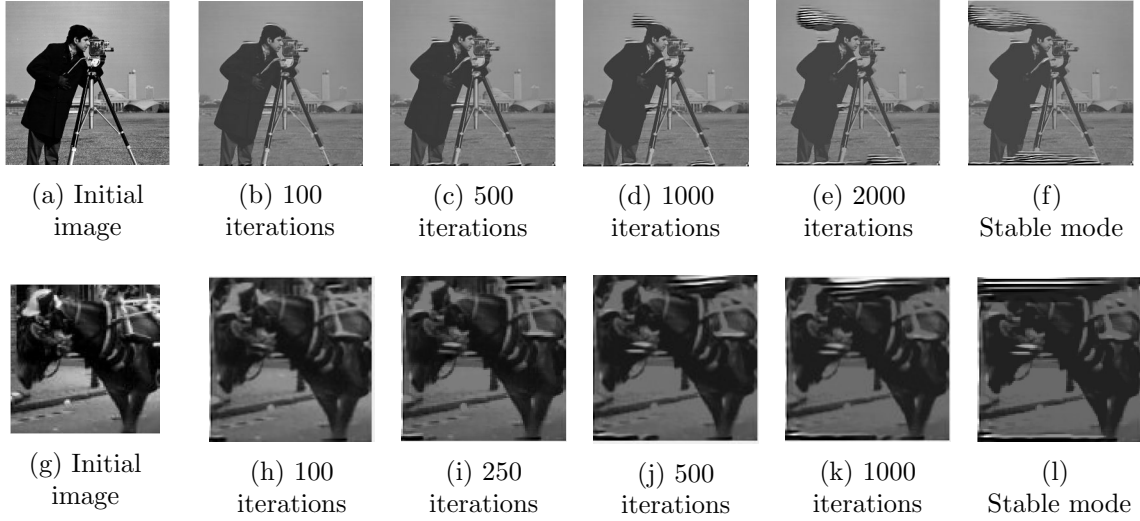 (a) Initial
image
(b) 100
iterations
(c) 500
iterations
(d) 1000
iterations
(e) 2000
iterations
(f)
Stable mode
(g) Initial
image
(h) 100
iterations
(i) 250
iterations
(j) 500
iterations
(k) 1000
iterations
(l)
Stable mode